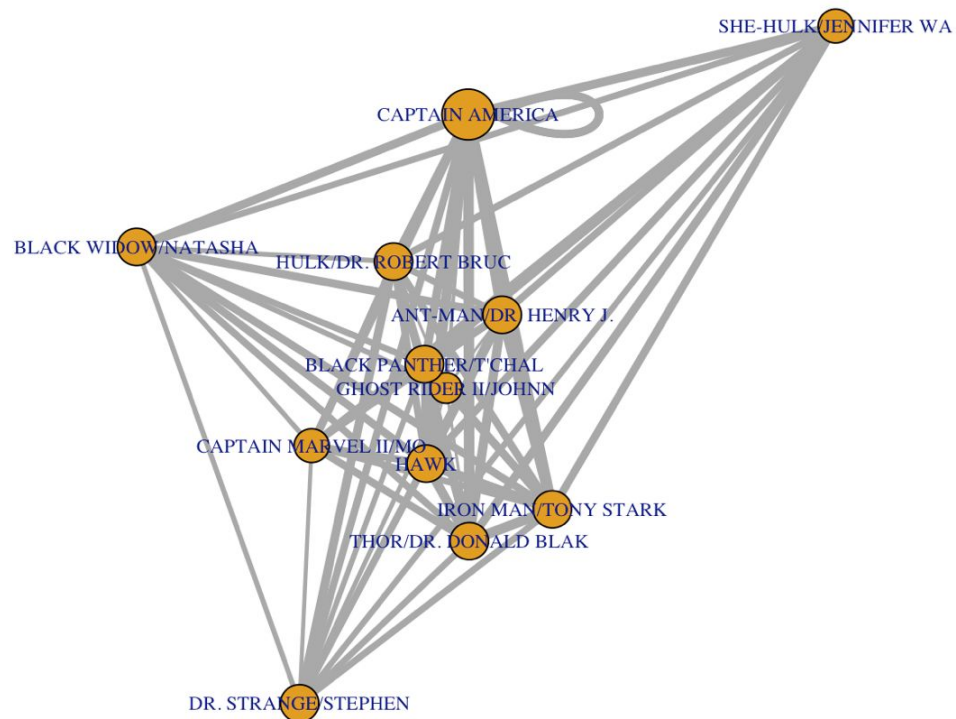 SHE-HULK/JENNIFER WA
CAPTAIN AMERICA
BLACK WIDOW/NATASHA
HULK/DR. ROBERT BRUC
ANT-MAN/DR. HENRY J.
BLACK PANTHER/T'CHAL
GHOST RIDER II/JOHNN
CAPTAIN MARVEL II/MO
HAWK
IRON MAN/TONY STARK
THOR/DR. DONALD BLAK
DR. STRANGE/STEPHEN